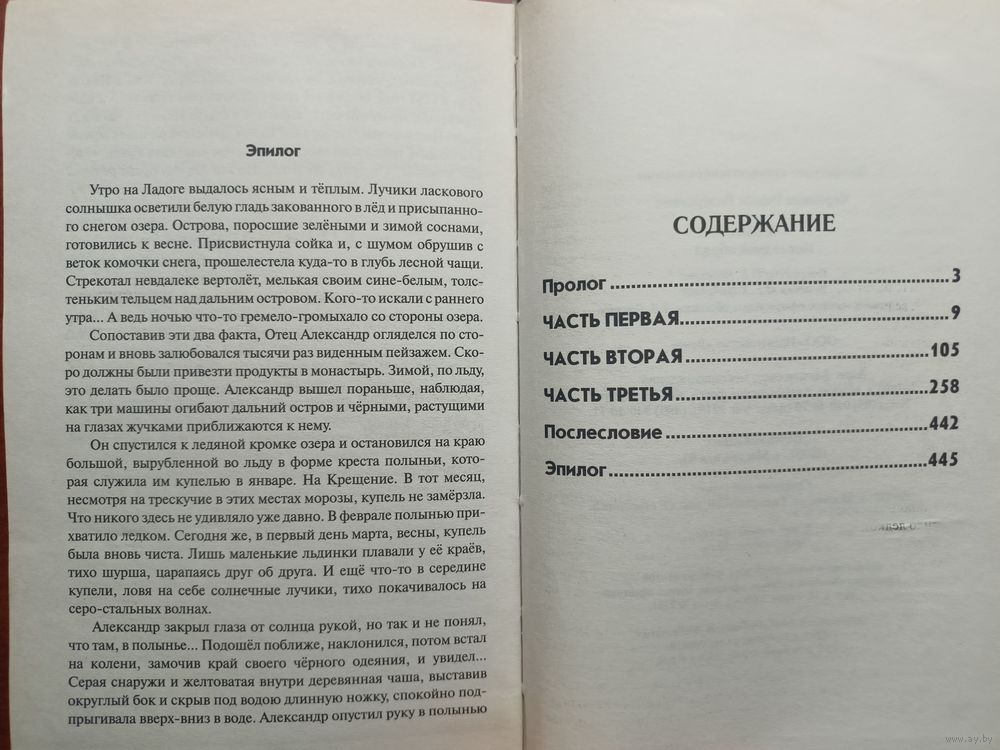 Эпилог
Утро на Ладоге выдалось ясным и тёплым. Лучики ласкового
солнышка осветили белую гладь закованного в лёд и присыпанно-
го снегом озера. Острова, поросшие зелёными и зимой соснами,
готовились к весне. Присвистнула сойка и, с шумом обрушив с
веток комочки снега, прошелестела куда-то в глубь лесной чащи.
Стрекотал невдалеке вертолёт, мелькая своим сине-белым, толс-
теньким тельцем над дальним островом. Кого-то искали с раннего
утра... А ведь ночью что-то гремело-громыхало со стороны озера.
Сопоставив эти два факта, Отец Александр огляделся по сто-
ронам и вновь залюбовался тысячи раз виденным пейзажем. Ско-
ро должны были привезти продукты в монастырь. Зимой, по льду,
это делать было проще. Александр вышел пораньше, наблюдая,
как три машины огибают дальний остров и чёрными, растущими
на глазах жучками приближаются к нему.
Он спустился к ледяной кромке озера и остановился на краю
большой, вырубленной во льду в форме креста полыньи, кото-
рая служила им купелью в январе. На Крещение. В тот месяц,
несмотря на трескучие в этих местах морозы, купель не замёрзла.
Что никого здесь не удивляло уже давно. В феврале полынью при-
хватило ледком. Сегодня же, в первый день марта, весны, купель
была вновь чиста. Лишь маленькие льдинки плавали у её краёв,
тихо шурша, царапаясь друг об друга. И ещё что-то в середине
купели, ловя на себе солнечные лучики, тихо покачивалось на
серо-стальных волнах.
Александр закрыл глаза от солнца рукой, но так и не понял,
что там, в полынье... Подошёл поближе, наклонился, потом встал
на колени, замочив край своего чёрного одеяния, и увидел...
Серая снаружи и желтоватая внутри деревянная чаша, выставив
округлый бок и скрыв под водою длинную ножку, спокойно под-
прыгивала вверх-вниз в воде. Александр опустил руку в полынью
СОДЕРЖАНИЕ
Пролог ........ 3
ЧАСТЬ ПЕРВАЯ ........ 9
ЧАСТЬ ВТОРАЯ ........ 105
ЧАСТЬ ТРЕТЬЯ ........ 258
Послесловие ........ 442
Эпилог ........ 445
www.ay.by